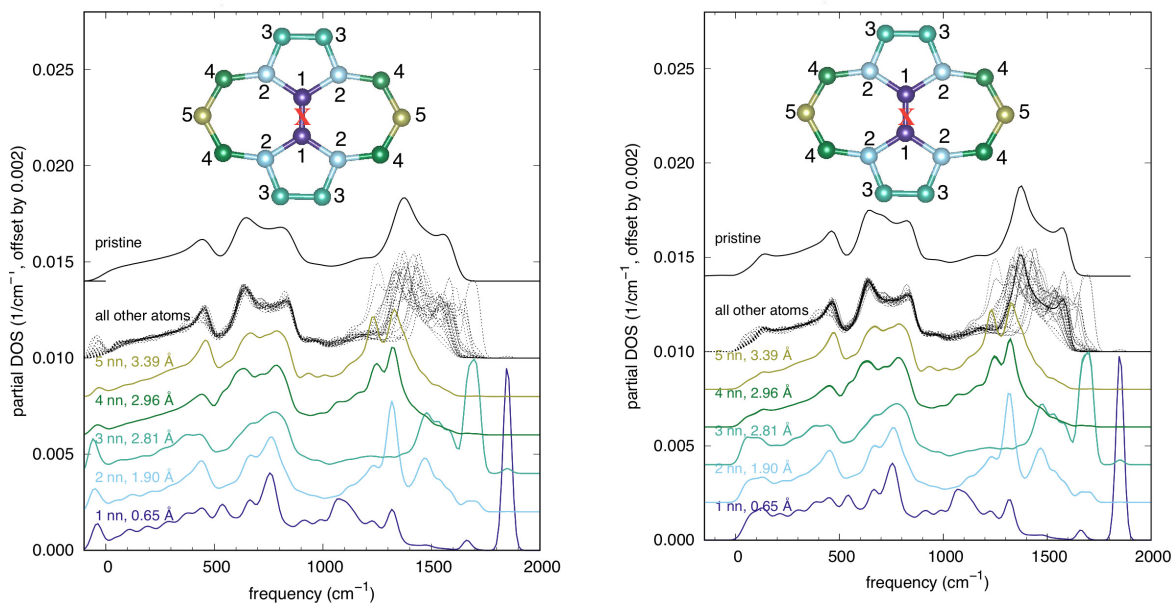 0.025
0.020
0.015
0.010
0.005
0.000
partial DOS (1/cm⁻¹, offset by 0.002)
3 3
4 1 4
2 2
5 X 5
2 2
4 1 4
3 3
pristine
all other atoms
5 nn, 3.39 Å
4 nn, 2.96 Å
3 nn, 2.81 Å
2 nn, 1.90 Å
1 nn, 0.65 Å
0 500 1000 1500 2000
frequency (cm⁻¹)
0.025
0.020
0.015
0.010
0.005
0.000
partial DOS (1/cm⁻¹, offset by 0.002)
3 3
4 1 4
2 2
5 X 5
2 2
4 1 4
3 3
pristine
all other atoms
5 nn, 3.39 Å
4 nn, 2.96 Å
3 nn, 2.81 Å
2 nn, 1.90 Å
1 nn, 0.65 Å
0 500 1000 1500 2000
frequency (cm⁻¹)